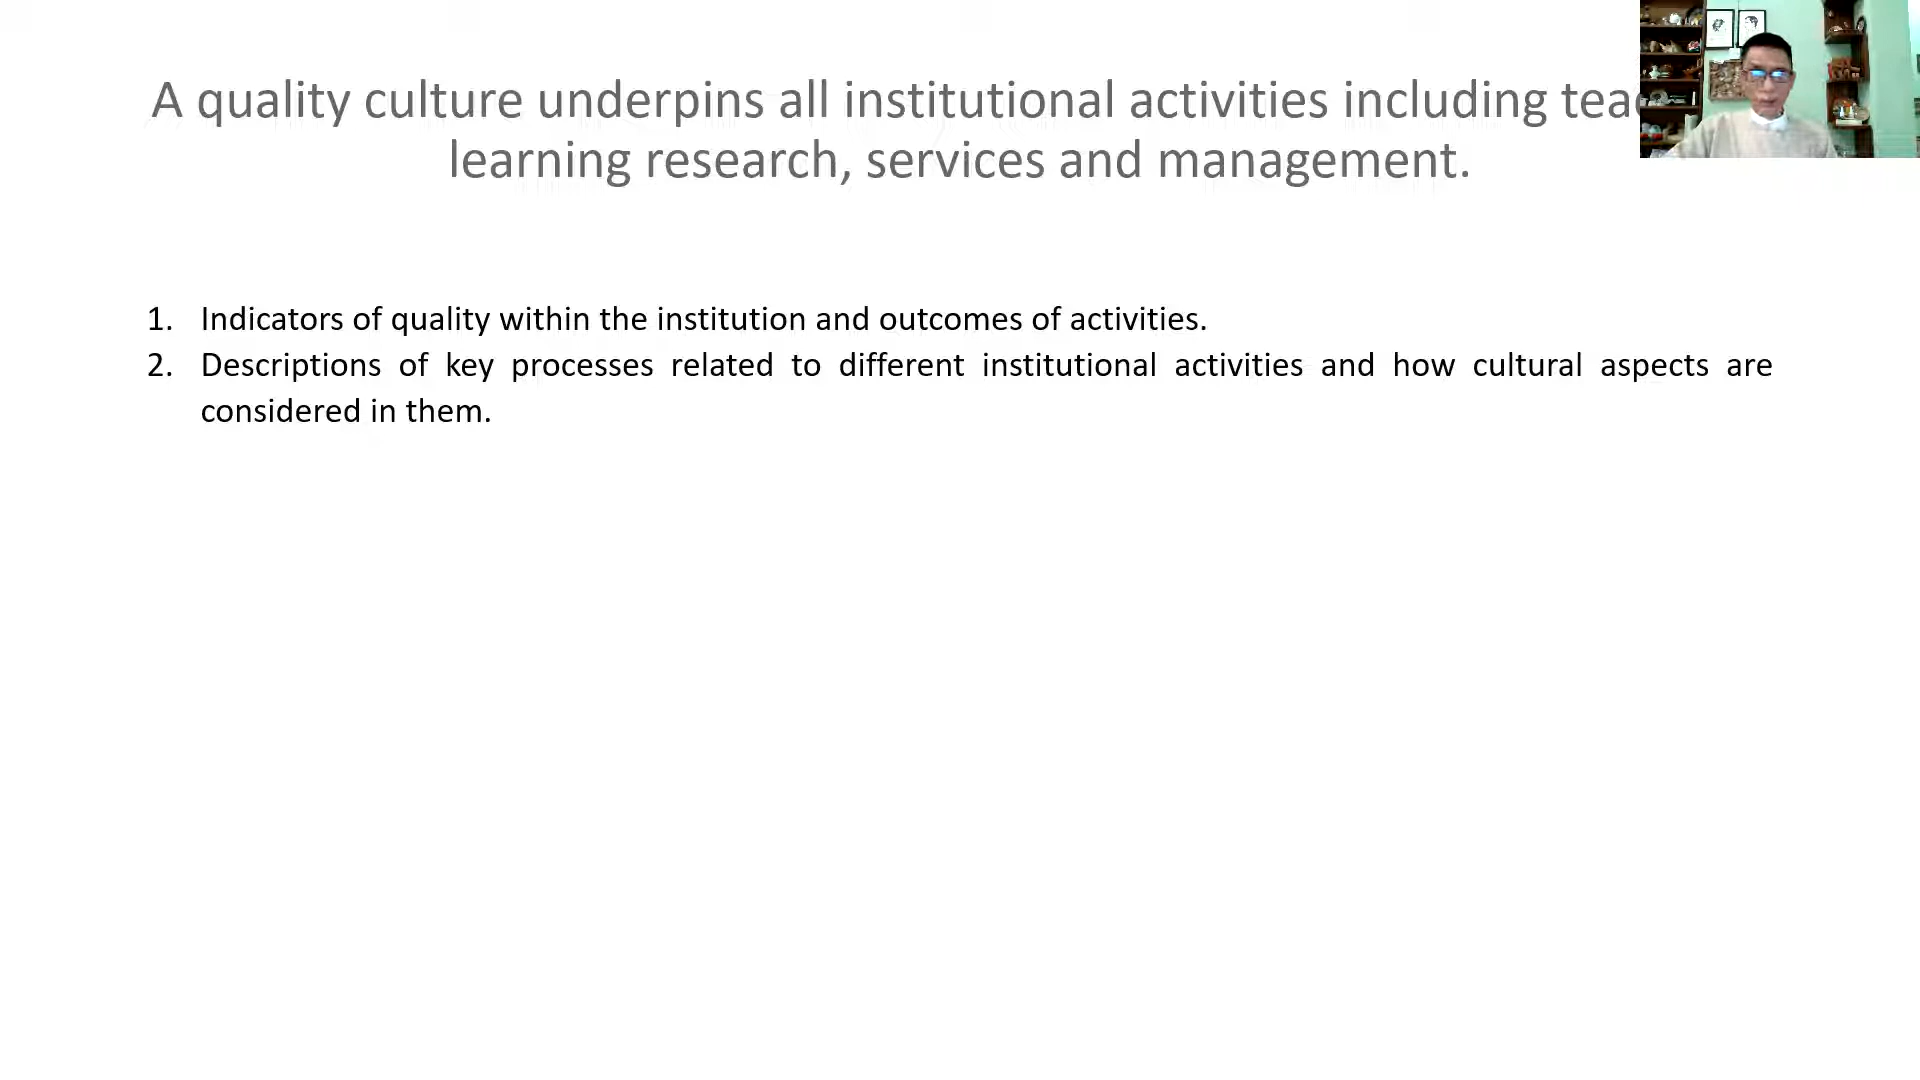 A quality culture underpins all institutional activities including
learning research, services and management.
1. Indicators of quality within the institution and outcomes of activities.
2. Descriptions of key processes related to different institutional activities and how cultural aspects are
considered in them.